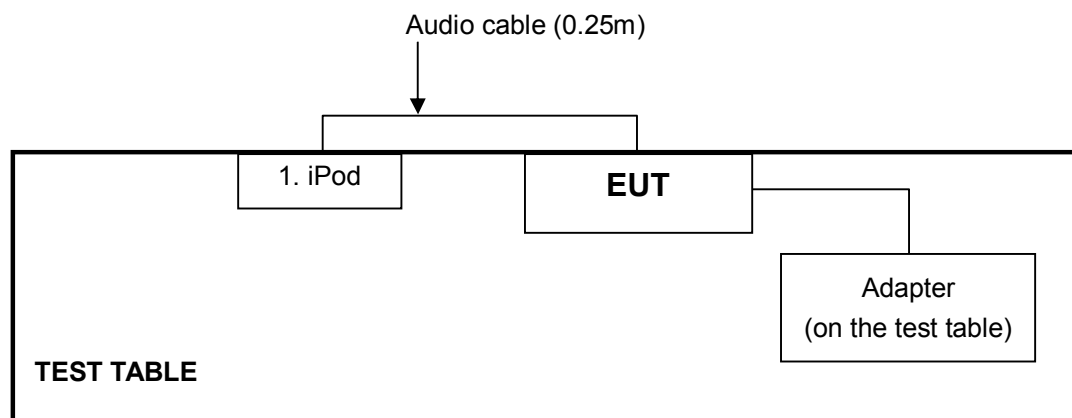 Audio cable (0.25m)
1. iPod
EUT
Adapter
(on the test table)
TEST TABLE